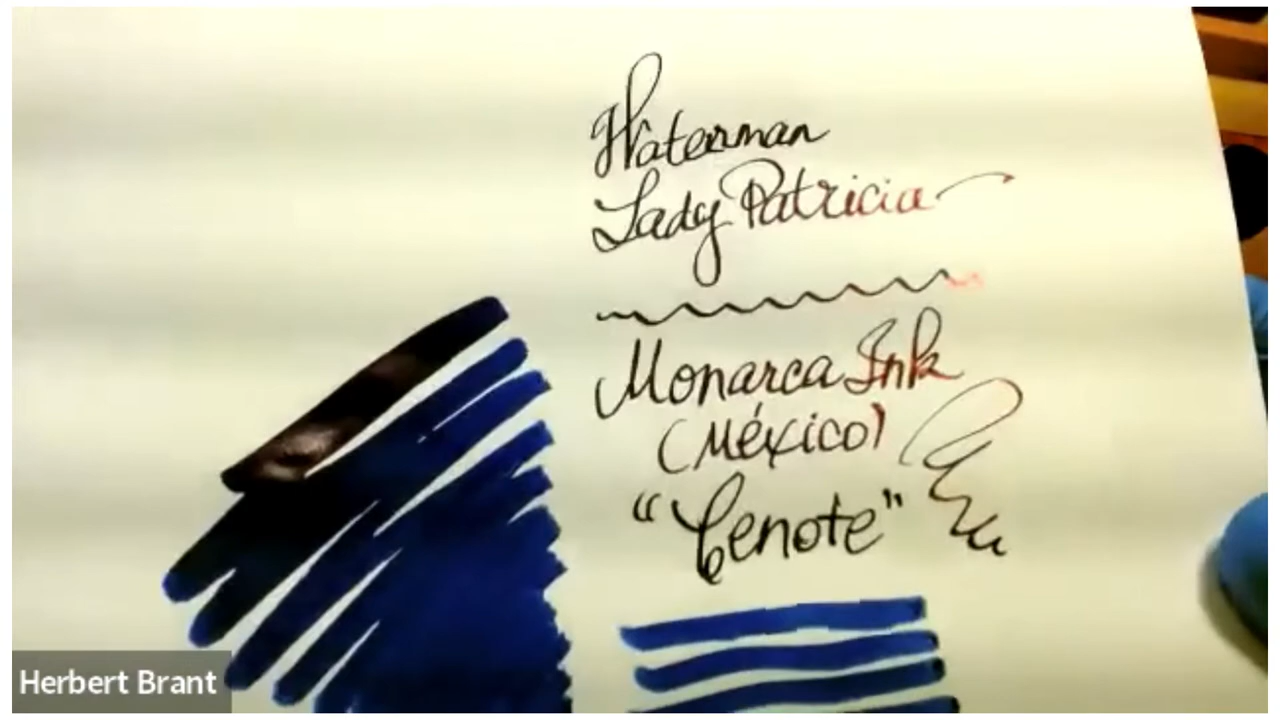 Waterman
Lady Patricia
Monarca Ink
(México)
"Cenote"
Herbert Brant